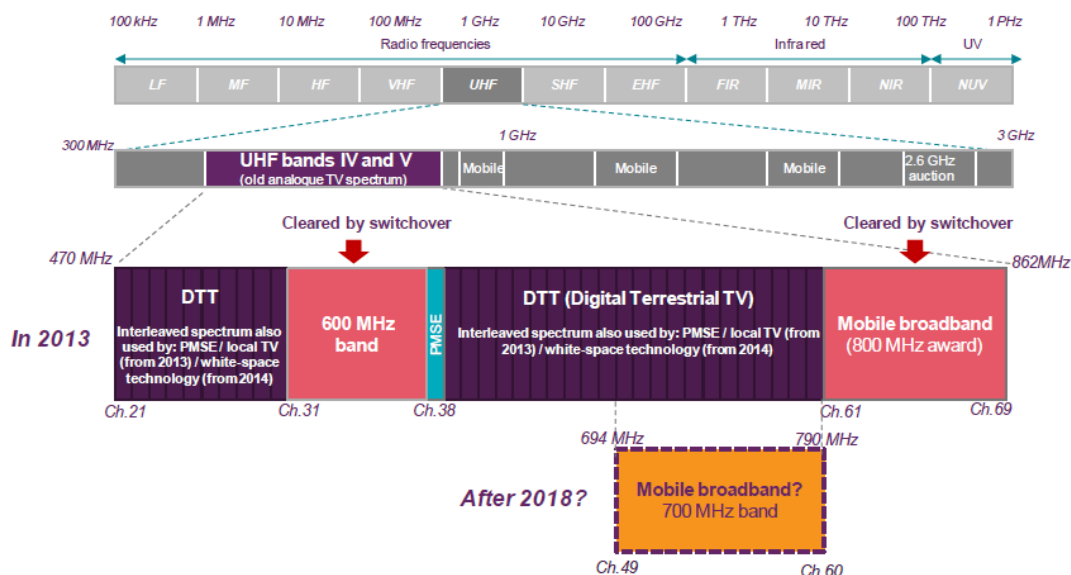 100 kHz 1 MHz 10 MHz 100 MHz 1 GHz 10 GHz 100 GHz 1 THz 10 THz 100 THz 1 PHz
Radio frequencies Infra red UV
LF MF HF VHF UHF SHF EHF FIR MIR NIR NUV
300 MHz 1 GHz 3 GHz
UHF bands IV and V
(old analogue TV spectrum)
Mobile Mobile Mobile
2.6 GHz
auction
Cleared by switchover Cleared by switchover
470 MHz 862MHz
In 2013
DTT
Interleaved spectrum also
used by: PMSE / local TV
(from 2013) / white-space
technology (from 2014)
600 MHz
band
PMSE
DTT (Digital Terrestrial TV)
Interleaved spectrum also used by: PMSE / local TV (from
2013) / white-space technology (from 2014)
Mobile broadband
(800 MHz award)
Ch.21 Ch.31 Ch.38 Ch.61 Ch.69
694 MHz 790 MHz
After 2018?
Mobile broadband?
700 MHz band
Ch.49 Ch.60